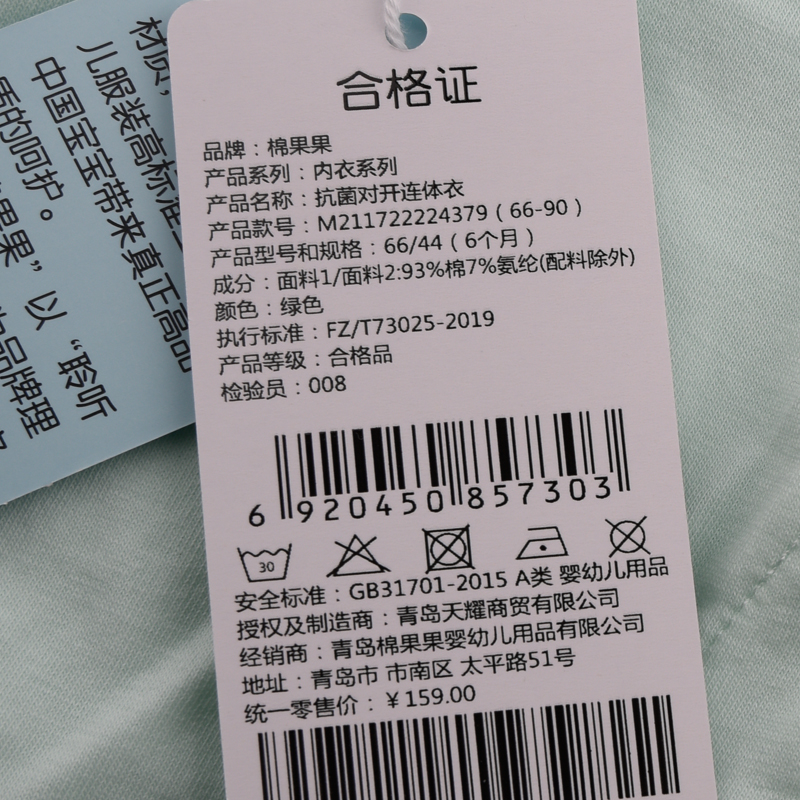 合格证
品牌：棉果果
产品系列：内衣系列
产品名称：抗菌对开连体衣
产品款号：M211722224379（66-90）
产品型号和规格：66/44（6个月）
成分：面料1/面料2:93%棉7%氨纶(配料除外)
颜色：绿色
执行标准：FZ/T73025-2019
产品等级：合格品
检验员：008
6 920450 857303
30
安全标准：GB31701-2015 A类 婴幼儿用品
授权及制造商：青岛天耀商贸有限公司
经销商：青岛棉果果婴幼儿用品有限公司
地址：青岛市 市南区 太平路51号
统一零售价：￥159.00
材质，
儿服装高标准
中国宝宝带来真正高品
质的呵护。
果果”以“聆听
品牌理